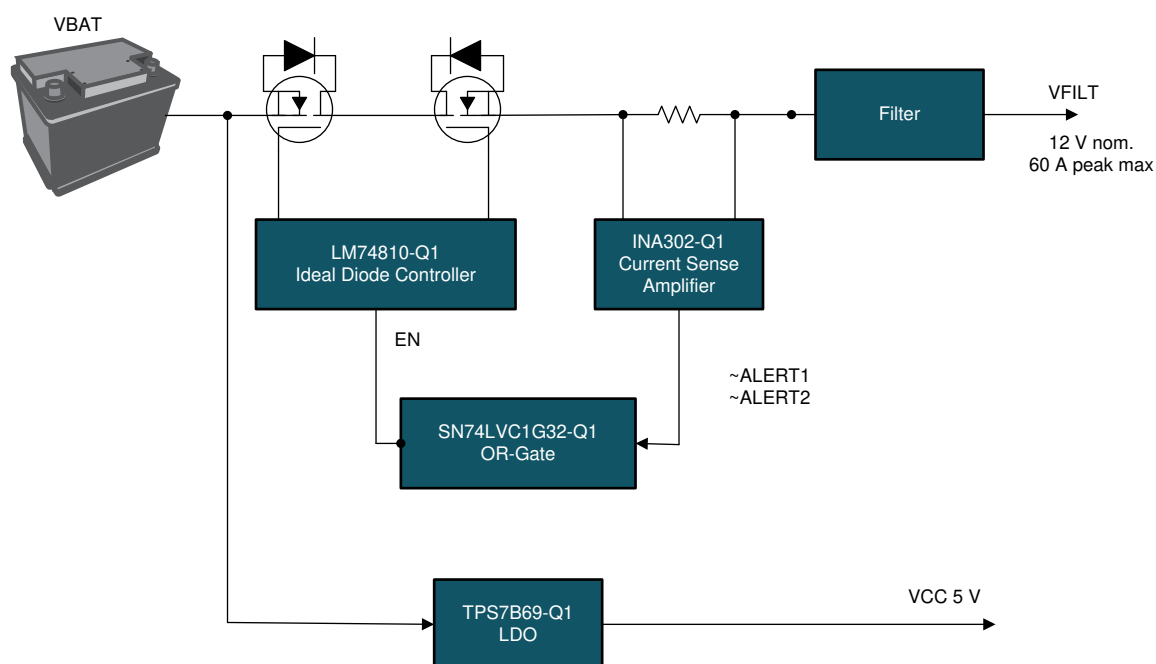 VBAT
Filter
VFILT
12 V nom.
60 A peak max
LM74810-Q1
Ideal Diode Controller
INA302-Q1
Current Sense
Amplifier
EN
~ALERT1
~ALERT2
SN74LVC1G32-Q1
OR-Gate
TPS7B69-Q1
LDO
VCC 5 V